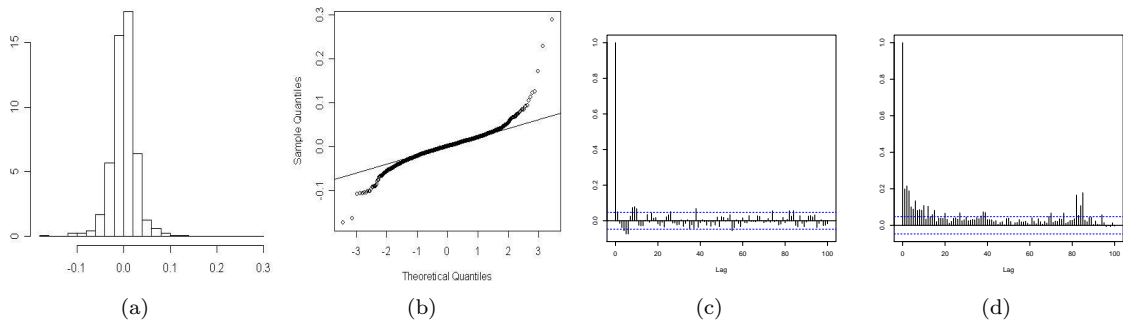 15
10
5
0
-0.1 0.0 0.1 0.2 0.3
(a)
0.3
0.2
0.1
0.0
-0.1
Sample Quantiles
-3 -2 -1 0 1 2 3
Theoretical Quantiles
(b)
1.0
0.8
0.6
0.4
0.2
0.0
0 20 40 60 80 100
Lag
(c)
1.0
0.8
0.6
0.4
0.2
0.0
0 20 40 60 80 100
Lag
(d)